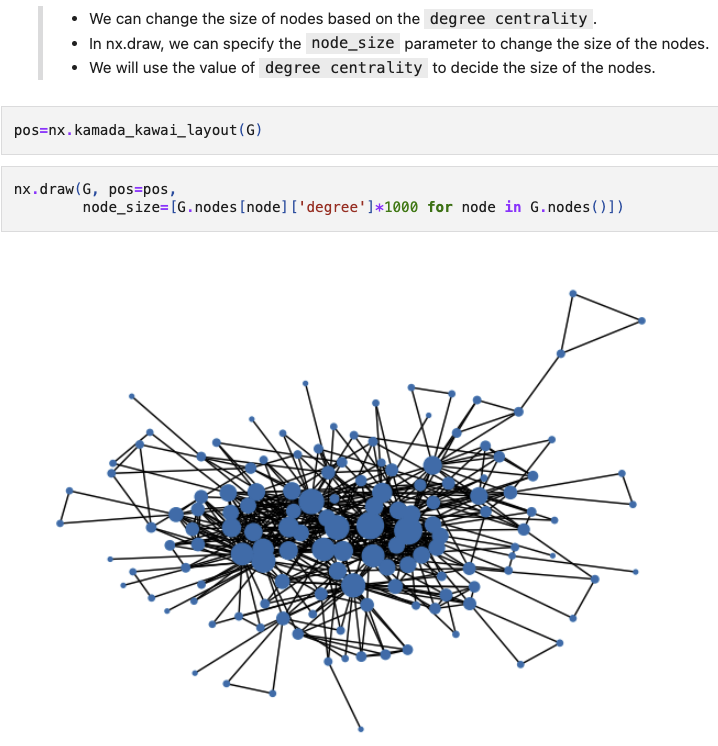 • We can change the size of nodes based on the degree centrality.
• In nx.draw, we can specify the node_size parameter to change the size of the nodes.
• We will use the value of degree centrality to decide the size of the nodes.
pos=nx.kamada_kawai_layout(G)
nx.draw(G, pos=pos,
        node_size=[G.nodes[node]['degree']*1000 for node in G.nodes()])